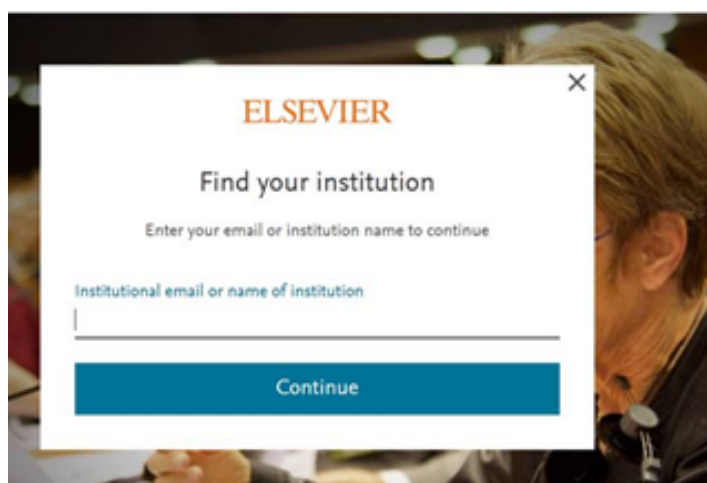 ELSEVIER
Find your institution
Enter your email or institution name to continue
Institutional email or name of institution
Continue